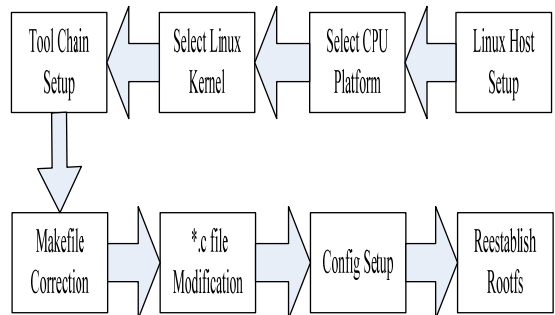 Tool Chain
Setup
Select Linux
Kernel
Select CPU
Platform
Linux Host
Setup
Makefile
Correction
*.c file
Modification
Config Setup
Reestablish
Rootfs